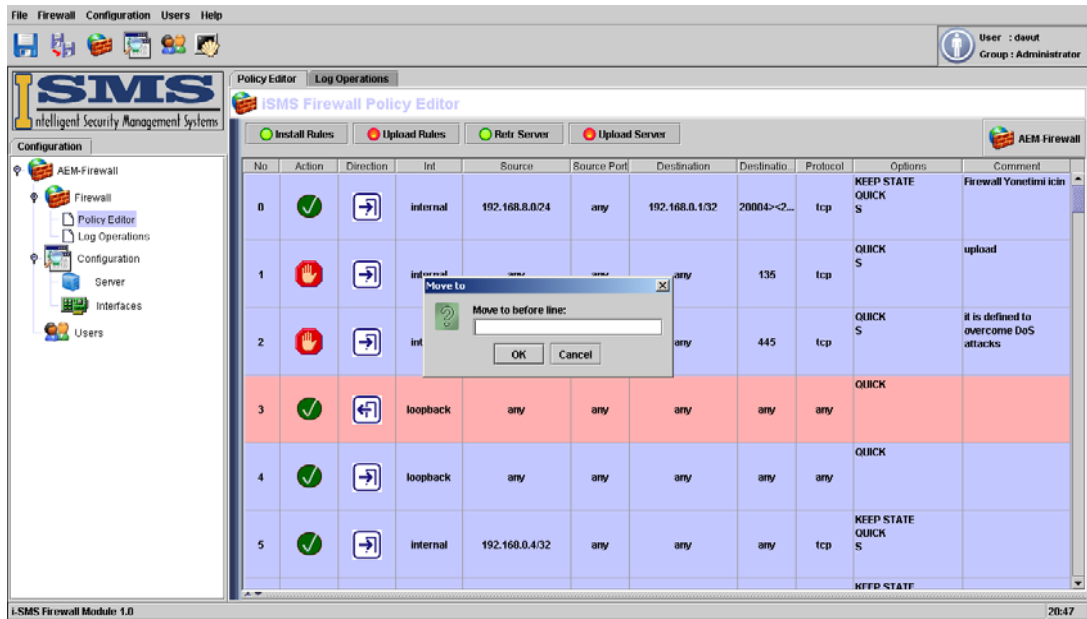 File Firewall Configuration Users Help
User : davut
Group : Administrator
iSMS
ntelligent Security Management Systems
Configuration
AEM-Firewall
Firewall
Policy Editor
Log Operations
Configuration
Server
Interfaces
Users
Policy Editor Log Operations
iSMS Firewall Policy Editor
Install Rules Upload Rules Retr Server Upload Server AEM-Firewall
No Action Direction Int Source Source Port Destination Destinatio... Protocol Options Comment
0 internal 192.168.8.0/24 any 192.168.0.1/32 20004><2... tcp KEEP STATE Firewall Yonetimi icin
QUICK
S
1 any 135 tcp QUICK upload
S
2 any 445 tcp QUICK it is defined to
S overcome DoS
attacks
Move to
Move to before line:
OK Cancel
3 loopback any any any any any QUICK
4 loopback any any any any any QUICK
5 internal 192.168.0.4/32 any any any tcp KEEP STATE
QUICK
S
KEEP STATE
i-SMS Firewall Module 1.0 20:47